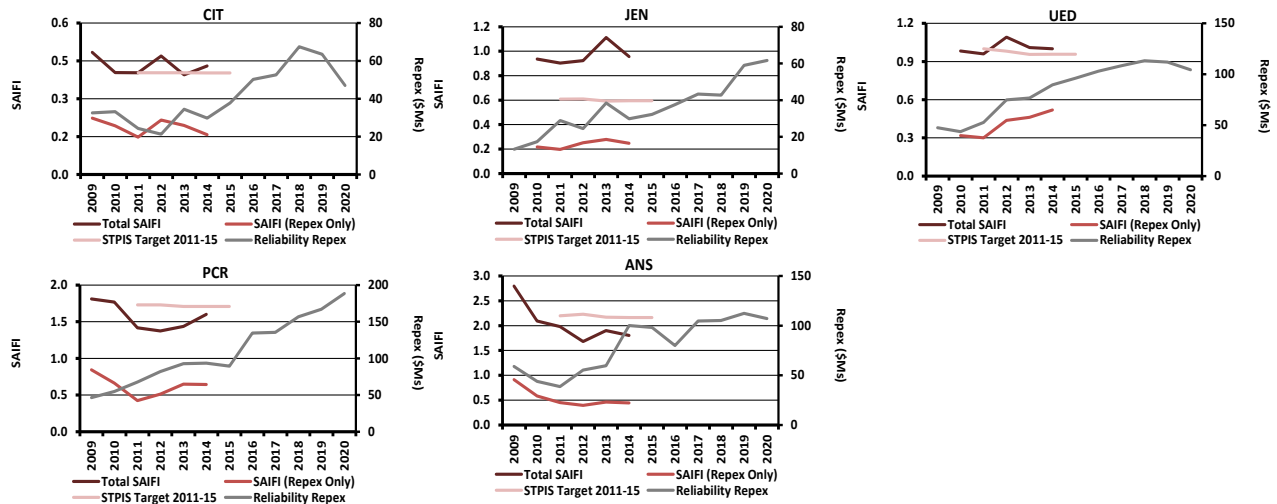 CIT
0.6
0.5
0.3
0.2
0.0
SAIFI
80
60
40
20
0
Repex ($Ms)
2009 2010 2011 2012 2013 2014 2015 2016 2017 2018 2019 2020
Total SAIFI SAIFI (Repex Only)
STPIS Target 2011-15 Reliability Repex
JEN
1.2
1.0
0.8
0.6
0.4
0.2
0.0
SAIFI
80
60
40
20
0
Repex ($Ms)
2009 2010 2011 2012 2013 2014 2015 2016 2017 2018 2019 2020
Total SAIFI SAIFI (Repex Only)
STPIS Target 2011-15 Reliability Repex
UED
1.2
0.9
0.6
0.3
0.0
SAIFI
150
100
50
0
Repex ($Ms)
2009 2010 2011 2012 2013 2014 2015 2016 2017 2018 2019 2020
Total SAIFI SAIFI (Repex Only)
STPIS Target 2011-15 Reliability Repex
PCR
2.0
1.5
1.0
0.5
0.0
SAIFI
200
150
100
50
0
Repex ($Ms)
2009 2010 2011 2012 2013 2014 2015 2016 2017 2018 2019 2020
Total SAIFI SAIFI (Repex Only)
STPIS Target 2011-15 Reliability Repex
ANS
3.0
2.5
2.0
1.5
1.0
0.5
0.0
SAIFI
150
100
50
0
Repex ($Ms)
2009 2010 2011 2012 2013 2014 2015 2016 2017 2018 2019 2020
Total SAIFI SAIFI (Repex Only)
STPIS Target 2011-15 Reliability Repex